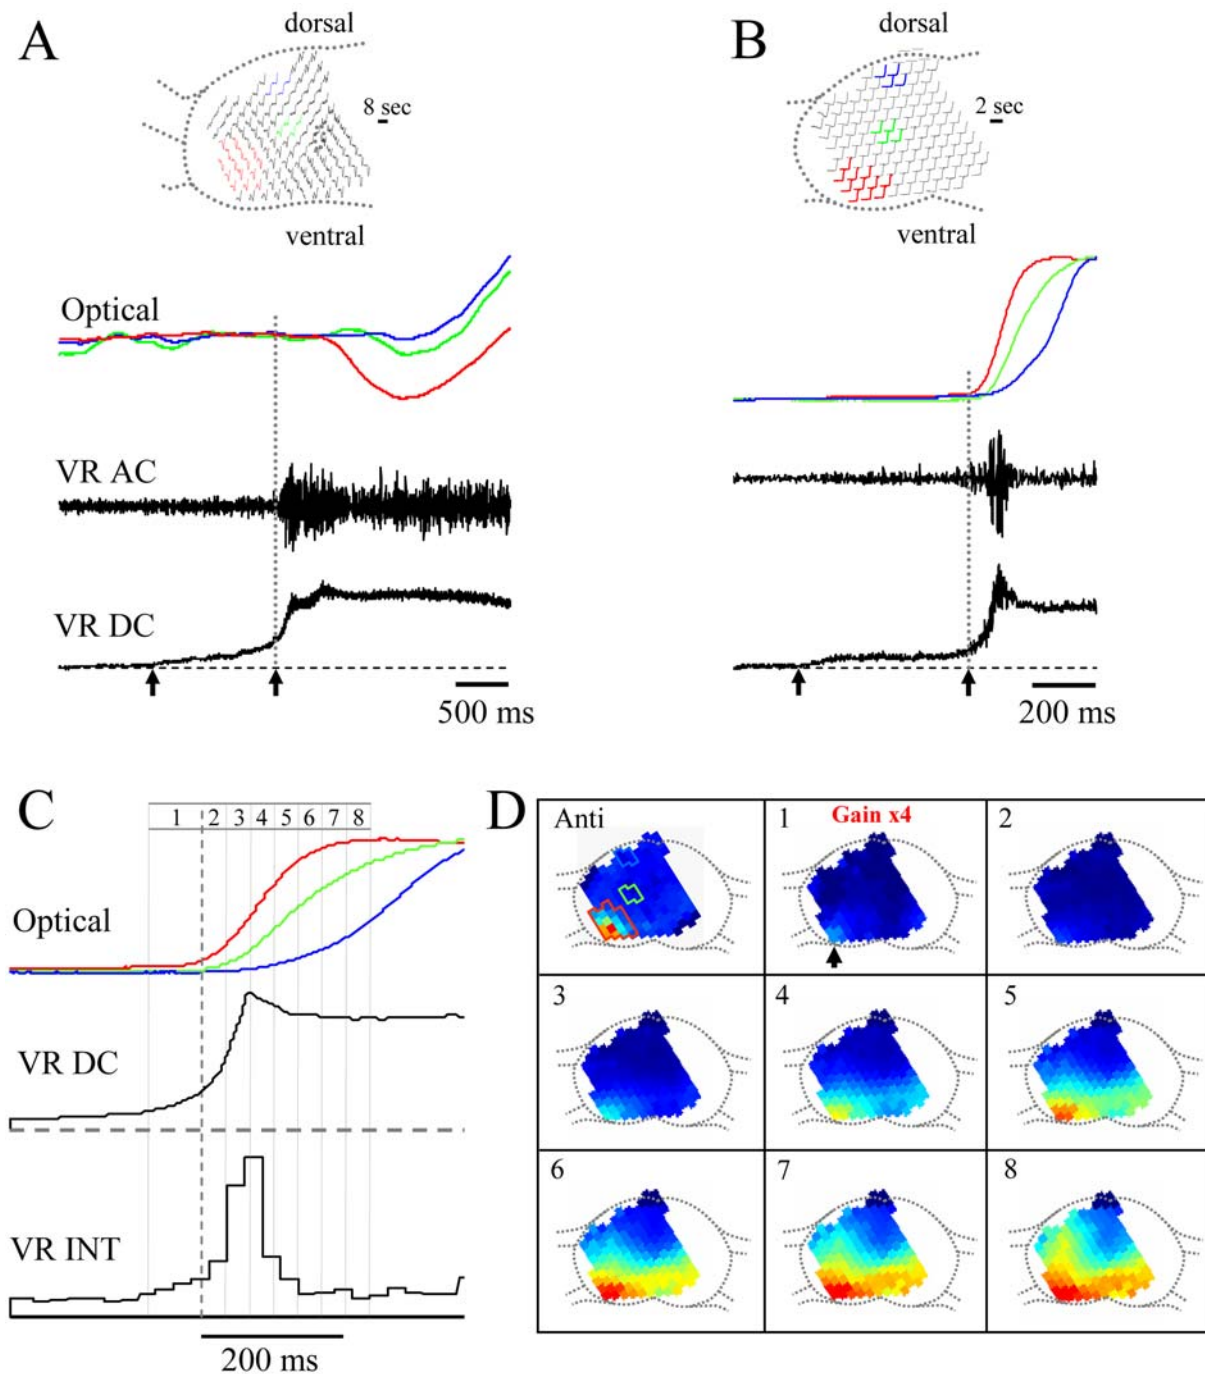 A
dorsal
8 sec
ventral
Optical
VR AC
VR DC
500 ms
B
dorsal
2 sec
ventral
200 ms
C
1 2 3 4 5 6 7 8
Optical
VR DC
VR INT
200 ms
D
Anti
1 Gain x4
2
3
4
5
6
7
8